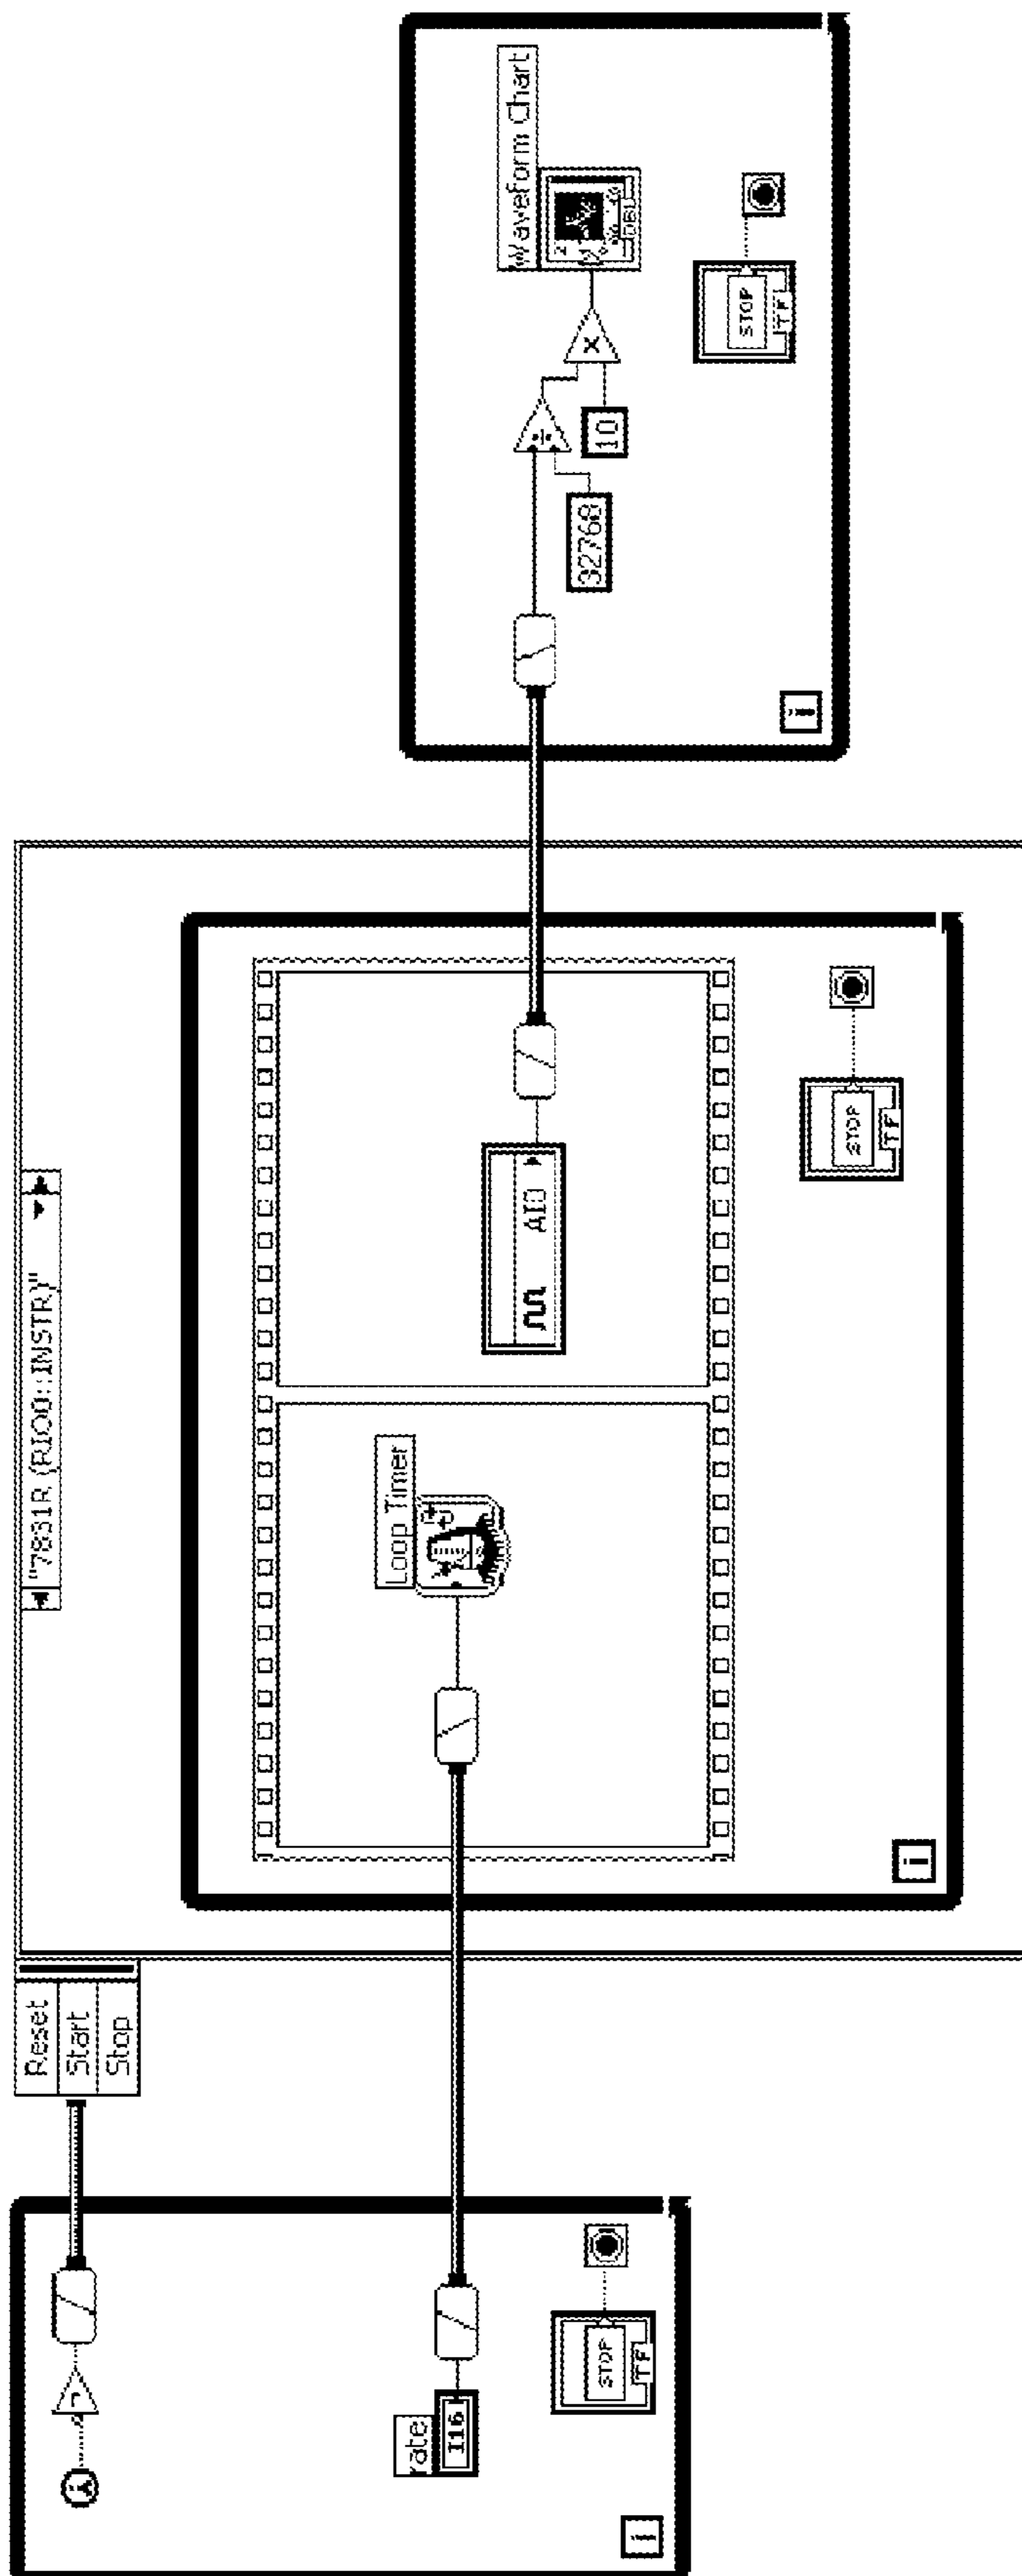 Reset
Start
Stop
rate
I16
STOP
TF
i
"7831R (RIO0::INSTR)"
Loop Timer
AI0
STOP
TF
i
32768
10
Waveform Chart
DBL
STOP
TF
i